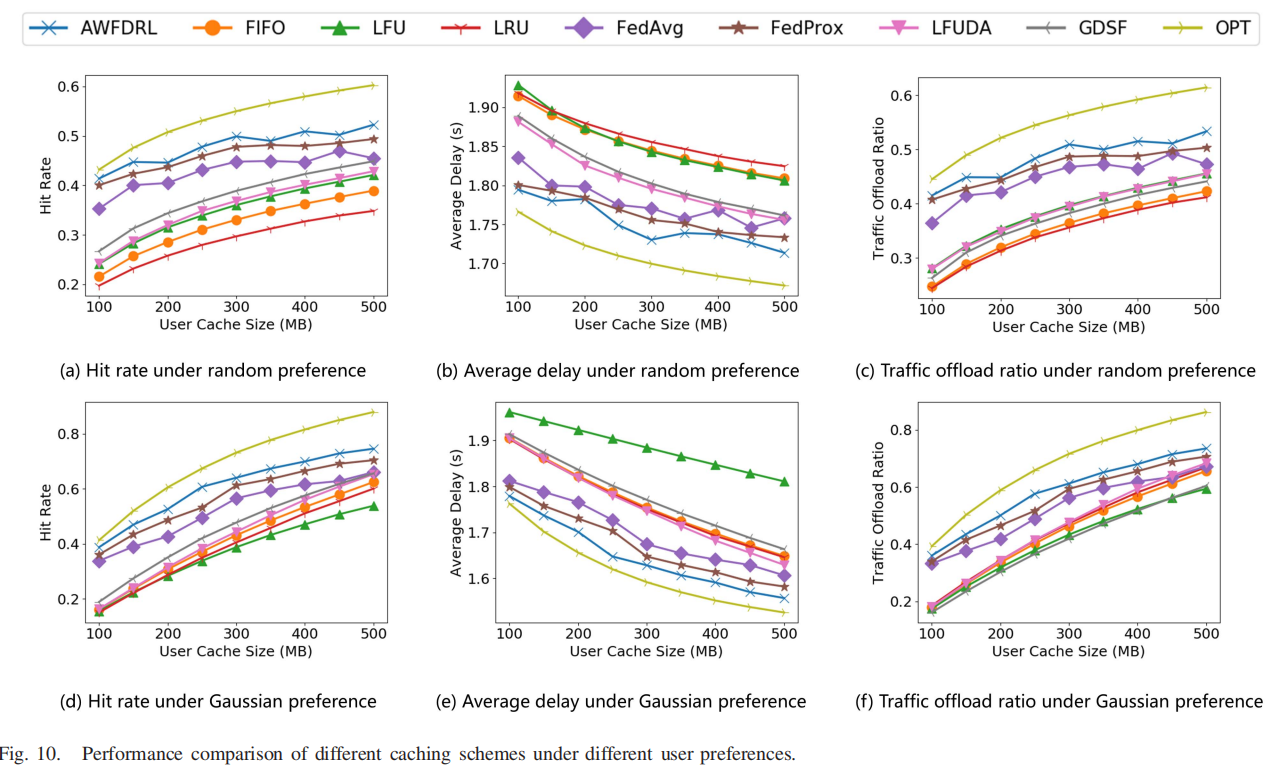 AWFDRL FIFO LFU LRU FedAvg FedProx LFUDA GDSF OPT
0.6
0.5
0.4
0.3
0.2
Hit Rate
100 200 300 400 500
User Cache Size (MB)
(a) Hit rate under random preference
1.90
1.85
1.80
1.75
1.70
Average Delay (s)
100 200 300 400 500
User Cache Size (MB)
(b) Average delay under random preference
0.6
0.5
0.4
0.3
Traffic Offload Ratio
100 200 300 400 500
User Cache Size (MB)
(c) Traffic offload ratio under random preference
0.8
0.6
0.4
0.2
Hit Rate
100 200 300 400 500
User Cache Size (MB)
(d) Hit rate under Gaussian preference
1.9
1.8
1.7
1.6
Average Delay (s)
100 200 300 400 500
User Cache Size (MB)
(e) Average delay under Gaussian preference
0.8
0.6
0.4
0.2
Traffic Offload Ratio
100 200 300 400 500
User Cache Size (MB)
(f) Traffic offload ratio under Gaussian preference
Fig. 10. Performance comparison of different caching schemes under different user preferences.